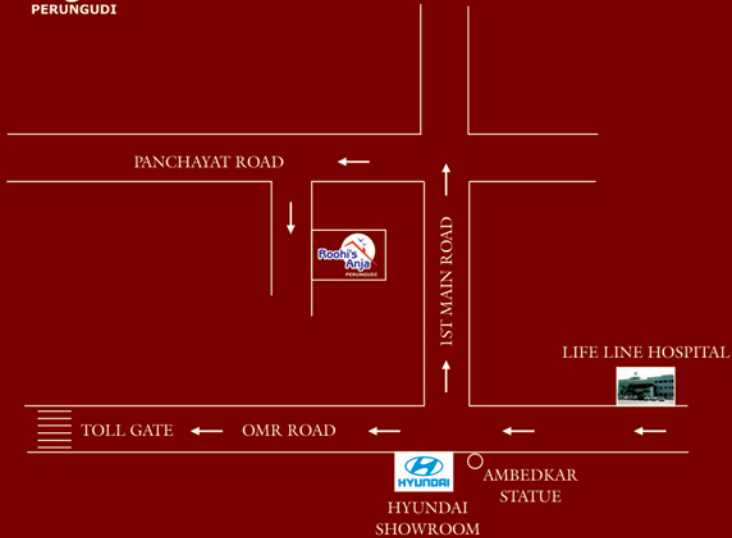 PERUNGUDI
PANCHAYAT ROAD
Roohi's
Anja
PERUNGUDI
1ST MAIN ROAD
LIFE LINE HOSPITAL
TOLL GATE
OMR ROAD
HYUNDAI
AMBEDKAR
STATUE
HYUNDAI
SHOWROOM